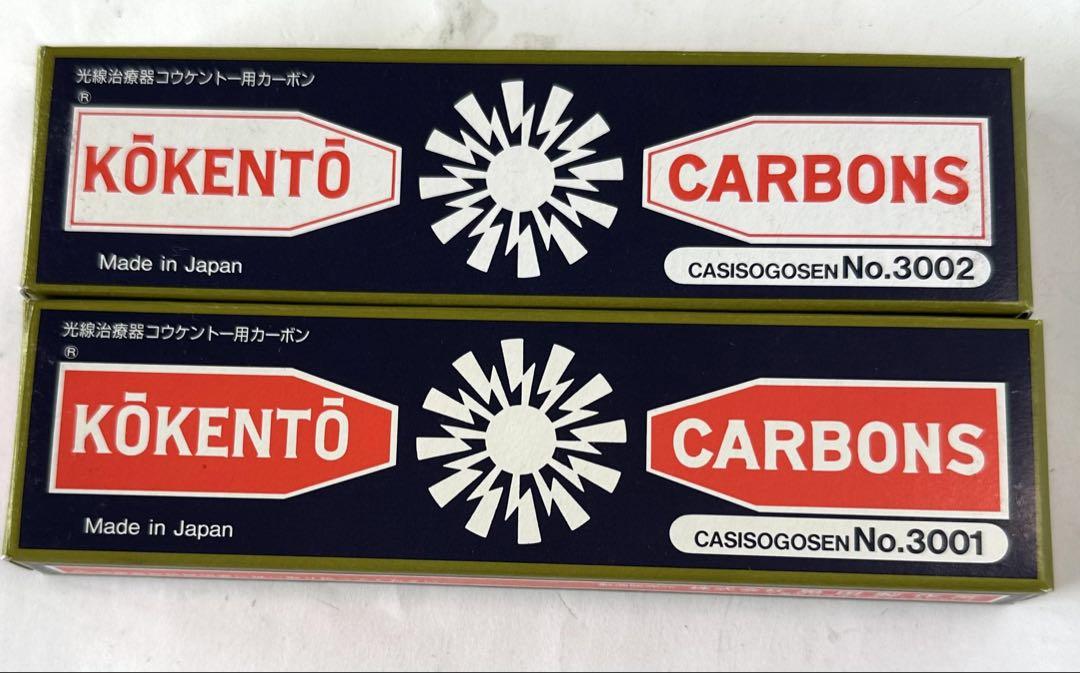 光線治療器コウケントー用カーボン
®
KŌKENTŌ
CARBONS
Made in Japan
CASISOGOSEN No.3002
光線治療器コウケントー用カーボン
®
KŌKENTŌ
CARBONS
Made in Japan
CASISOGOSEN No.3001